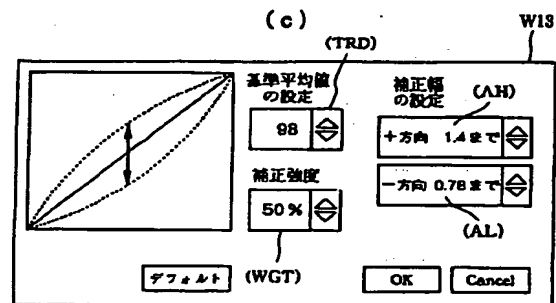 (c)
W13
(TRD)
基準平均値
の設定
98
補正幅
の設定
(AH)
+方向 1.4まで
補正強度
50%
-方向 0.78まで
(AL)
デフォルト
(WGT)
OK
Cancel